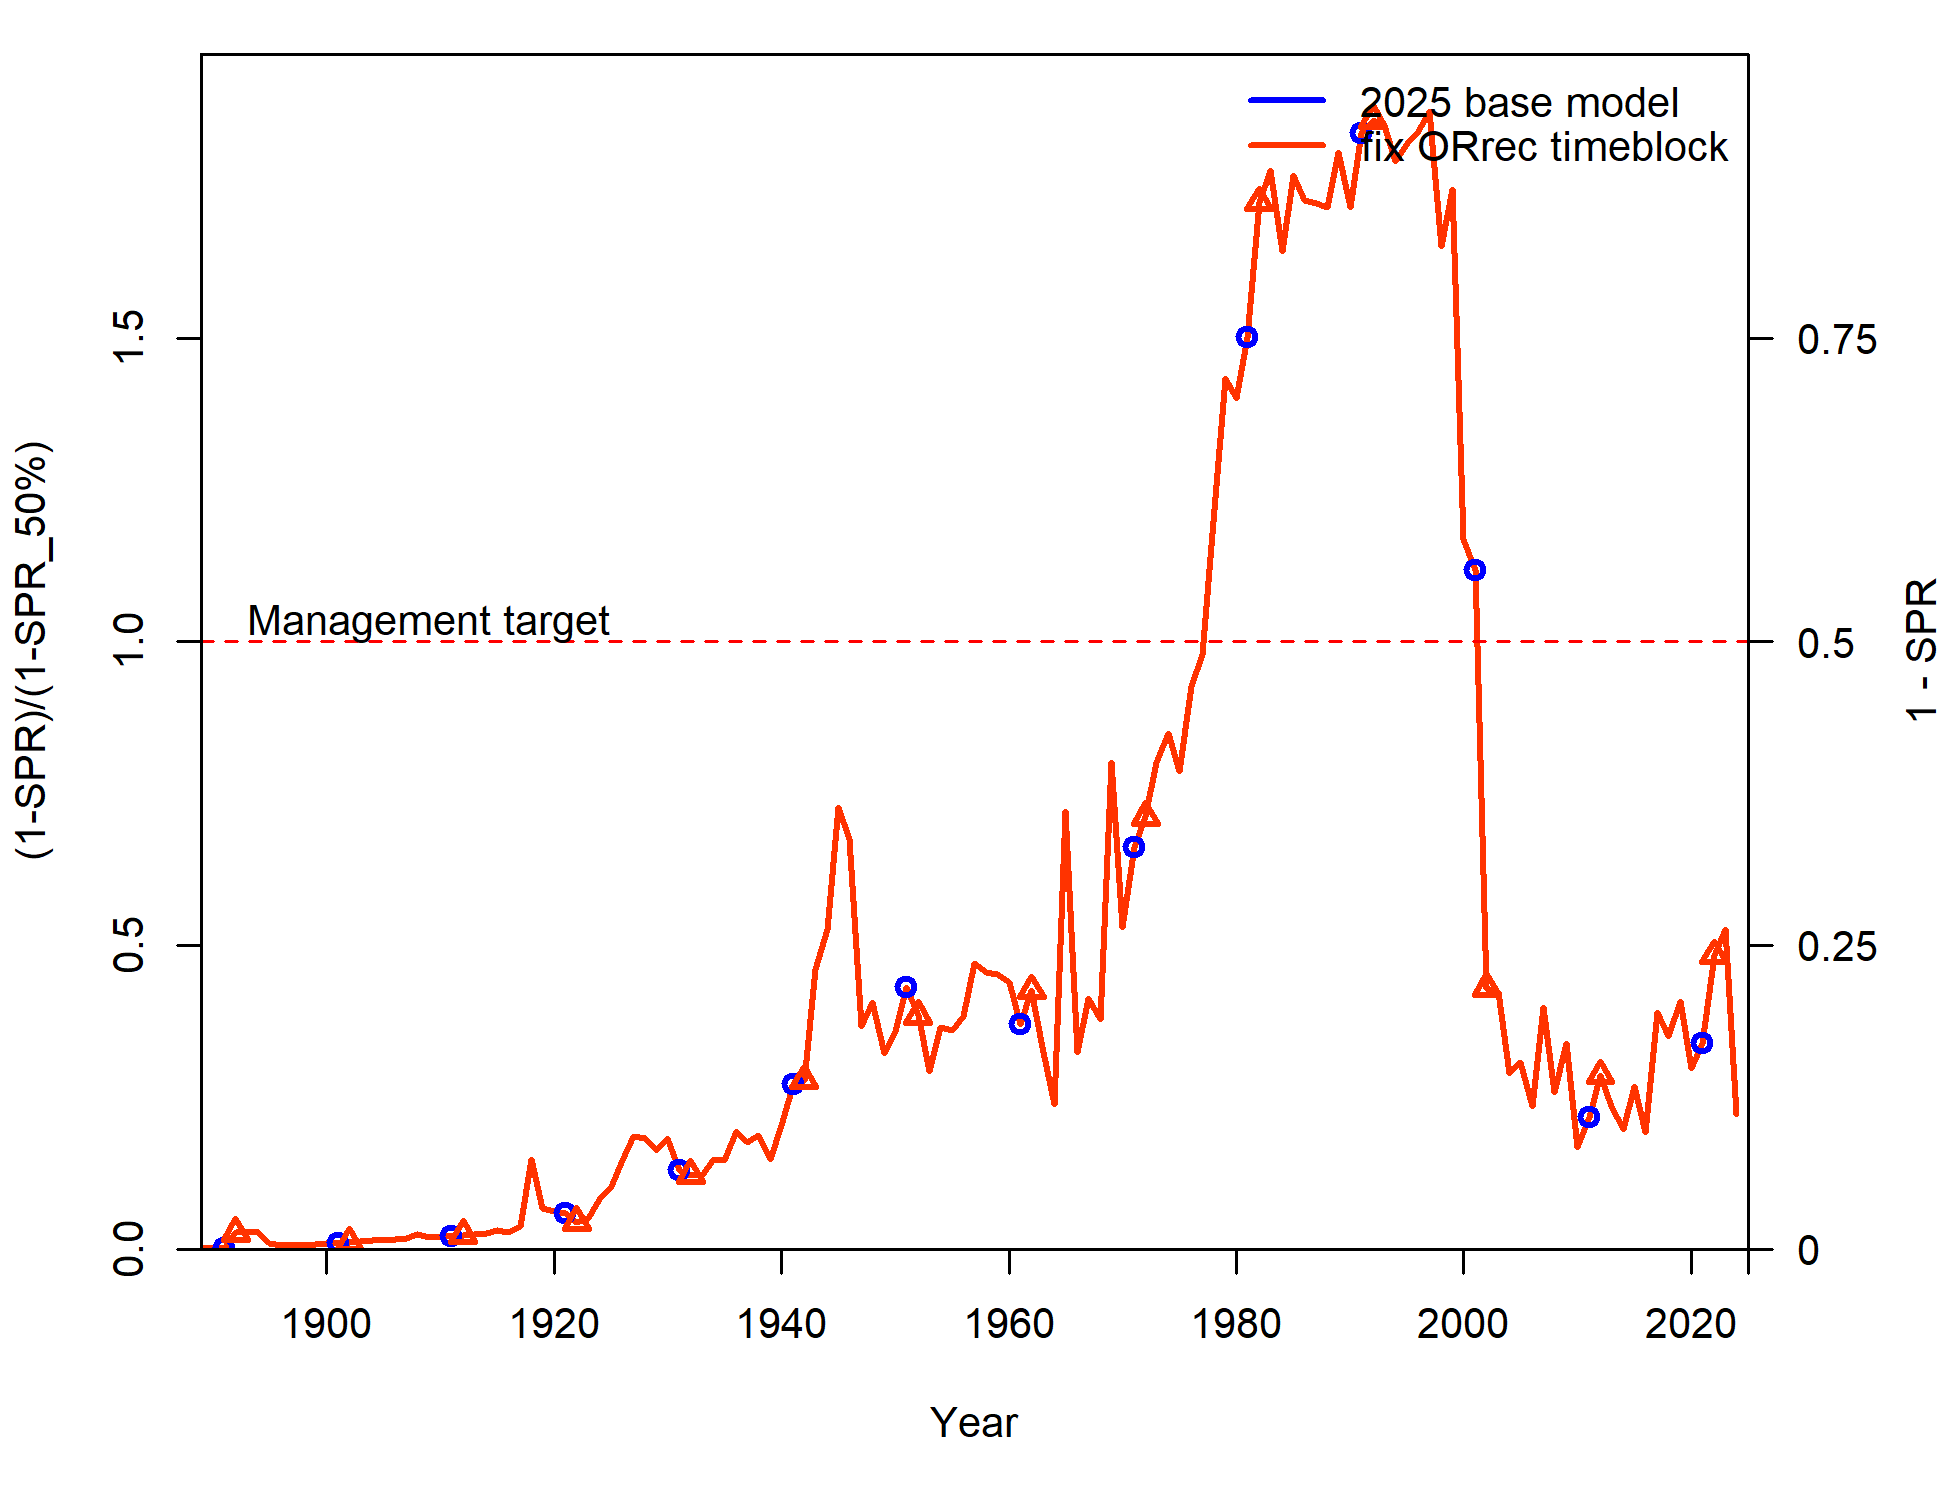 2025 base model
fix ORrec timeblock
Management target
(1-SPR)/(1-SPR_50%)
0.0
0.5
1.0
1.5
1 - SPR
0
0.25
0.5
0.75
1900
1920
1940
1960
1980
2000
2020
Year